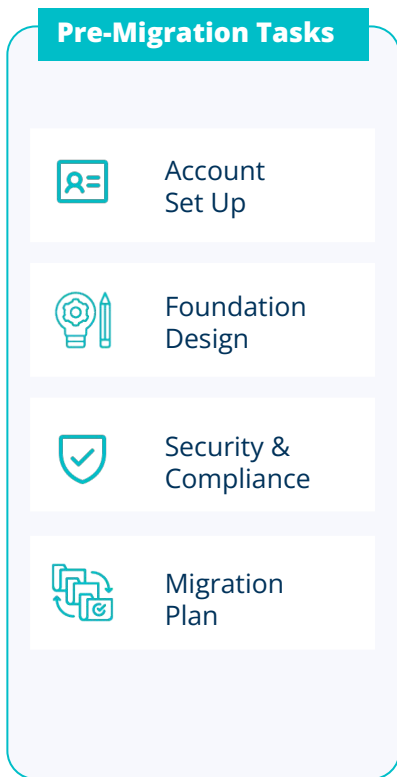 Pre-Migration Tasks
Account
Set Up
Foundation
Design
Security &
Compliance
Migration
Plan